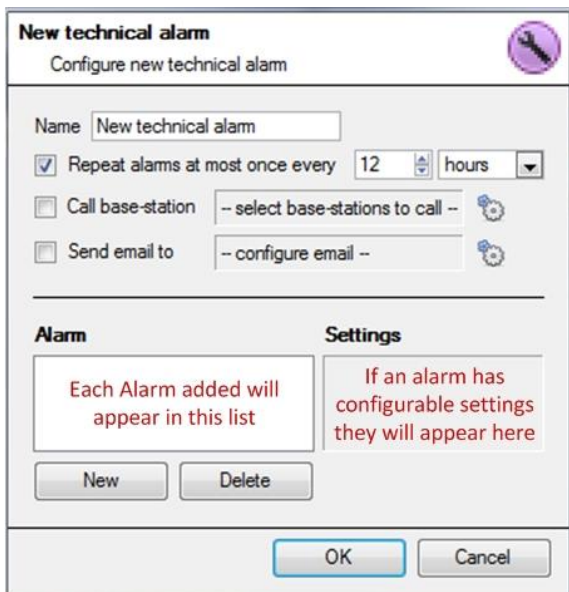 New technical alarm
Configure new technical alarm
Name New technical alarm
Repeat alarms at most once every 12 hours
Call base-station -- select base-stations to call --
Send email to -- configure email --
Alarm Settings
Each Alarm added will
appear in this list
If an alarm has
configurable settings
they will appear here
New Delete
OK Cancel